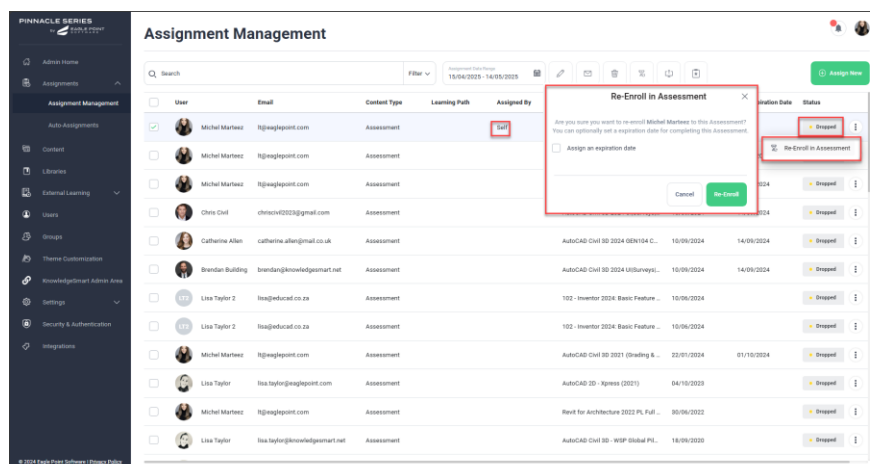 PINNACLE SERIES
BY EAGLE POINT
SOFTWARE
Assignment Management
Admin Home
Assignments
Assignment Management
Auto-Assignments
Content
Libraries
External Learning
Users
Groups
Theme Customization
KnowledgeSmart Admin Area
Settings
Security & Authentication
Integrations
© 2024 Eagle Point Software | Privacy Policy
Search
Filter
Assignment Date Range
15/04/2025 - 14/05/2025
Assign New
User Email Content Type Learning Path Assigned By Expiration Date Status
Michel Marteez lt@eaglepoint.com Assessment Self Dropped
Re-Enroll in Assessment
Michel Marteez lt@eaglepoint.com Assessment
Michel Marteez lt@eaglepoint.com Assessment 2024 Dropped
Chris Civil chriscivil2023@gmail.com Assessment Dropped
Catherine Allen catherine.allen@mail.co.uk Assessment AutoCAD Civil 3D 2024 GEN104 C... 10/09/2024 14/09/2024 Dropped
Brendan Building brendan@knowledgesmart.net Assessment AutoCAD Civil 3D 2024 UI(Surveys)... 10/09/2024 14/09/2024 Dropped
LT2 Lisa Taylor 2 lisa@educad.co.za Assessment 102 - Inventor 2024: Basic Feature ... 10/06/2024 Dropped
LT2 Lisa Taylor 2 lisa@educad.co.za Assessment 102 - Inventor 2024: Basic Feature ... 10/06/2024 Dropped
Michel Marteez lt@eaglepoint.com Assessment AutoCAD Civil 3D 2021 (Grading & ... 22/01/2024 01/10/2024 Dropped
Lisa Taylor lisa.taylor@eaglepoint.com Assessment AutoCAD 2D - Xpress (2021) 04/10/2023 Dropped
Michel Marteez lt@eaglepoint.com Assessment Revit for Architecture 2022 PL Full ... 30/06/2022 Dropped
Lisa Taylor lisa.taylor@knowledgesmart.net Assessment AutoCAD Civil 3D - WSP Global Pil... 18/09/2020 Dropped
Re-Enroll in Assessment
Are you sure you want to re-enroll Michel Marteez to this Assessment?
You can optionally set a expiration date for completing this Assessment.
Assign an expiration date
Cancel
Re-Enroll